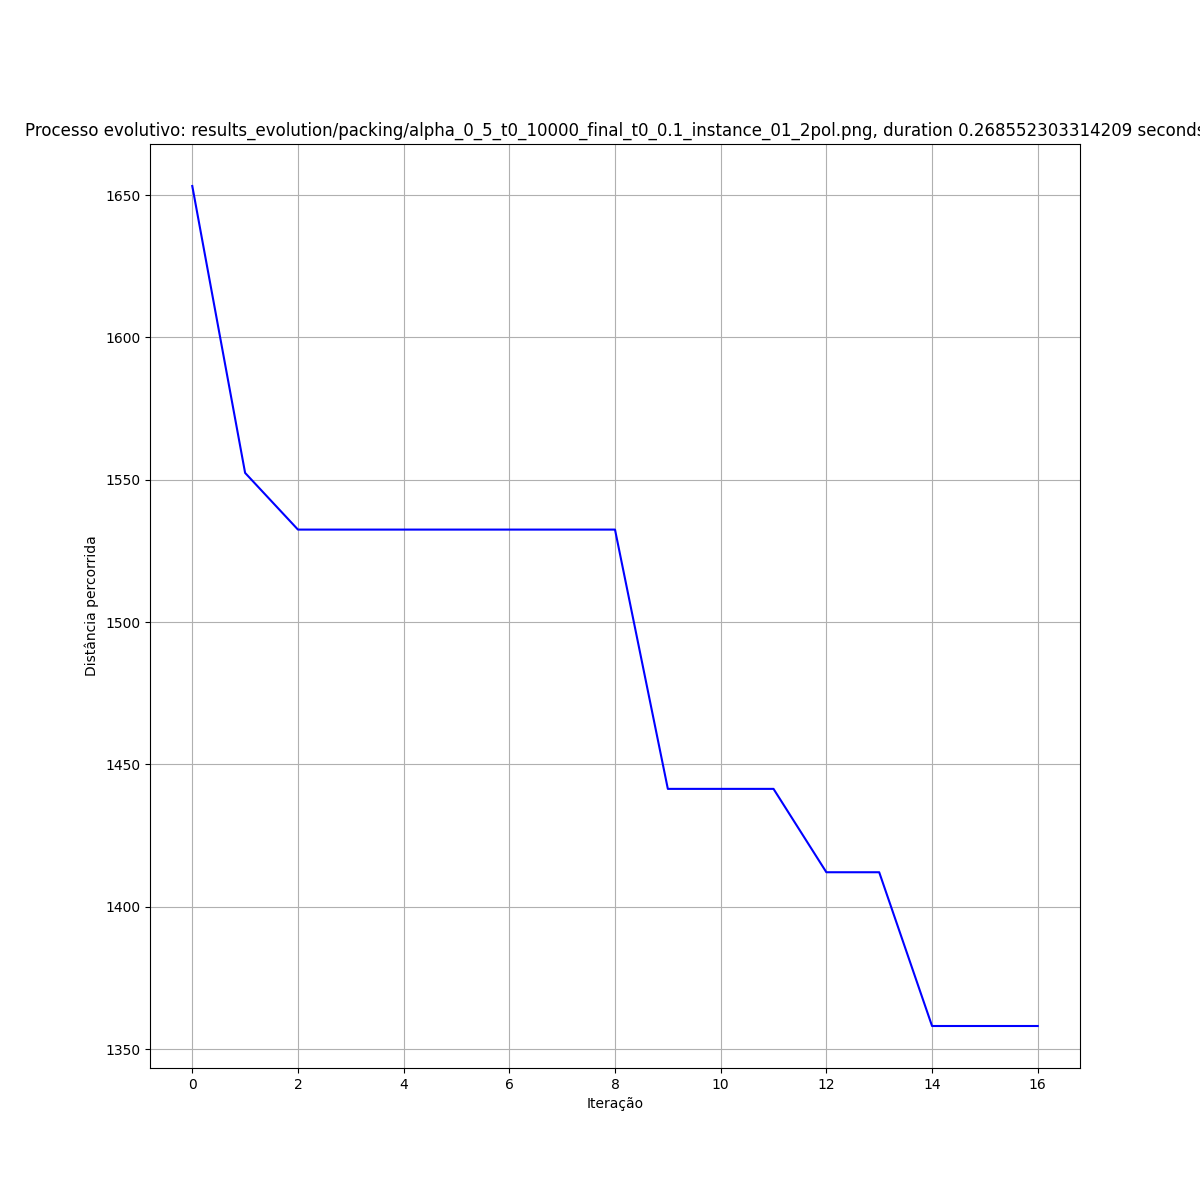 Processo evolutivo: results_evolution/packing/alpha_0_5_t0_10000_final_t0_0.1_instance_01_2pol.png, duration 0.268552303314209 seconds
1650
1600
1550
1500
1450
1400
1350
Distância percorrida
0 2 4 6 8 10 12 14 16
Iteração